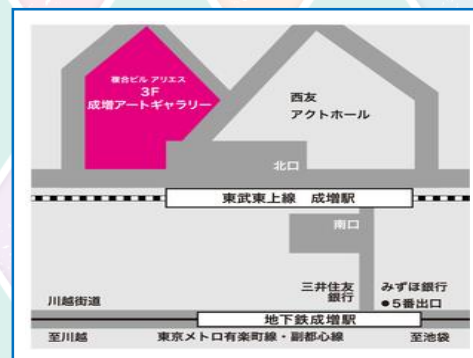 複合ビル アリエス
3F
成増アートギャラリー
西友
アクトホール
北口
東武東上線 成増駅
南口
三井住友
銀行
みずほ銀行
●5番出口
川越街道
地下鉄成増駅
至川越
東京メトロ有楽町線・副都心線
至池袋